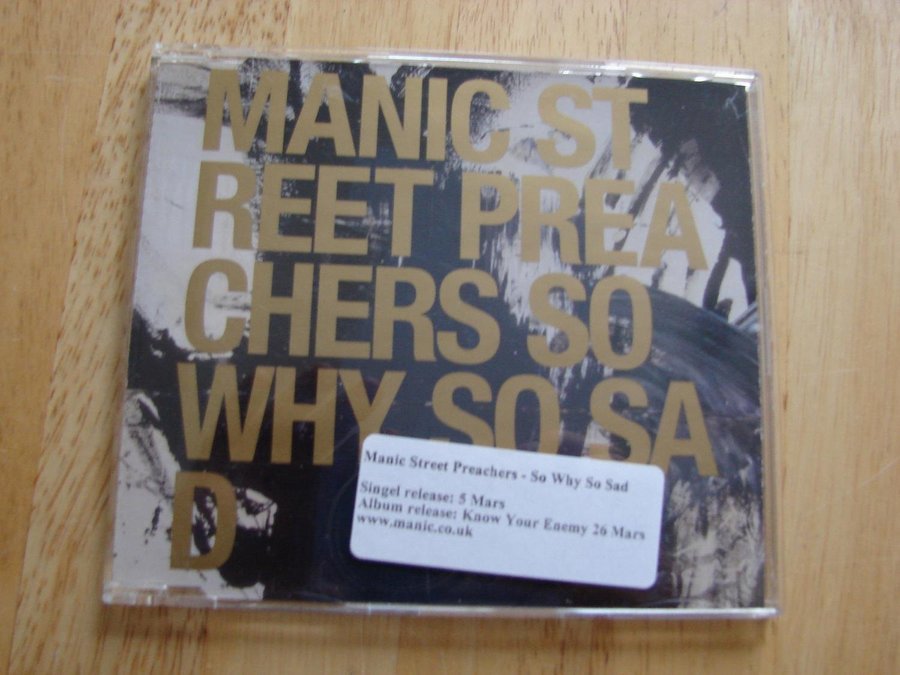 MANIC ST
REET PREA
CHERS SO
WHY SO SA
D
Manic Street Preachers - So Why So Sad
Singel release: 5 Mars
Album release: Know Your Enemy 26 Mars
www.manic.co.uk